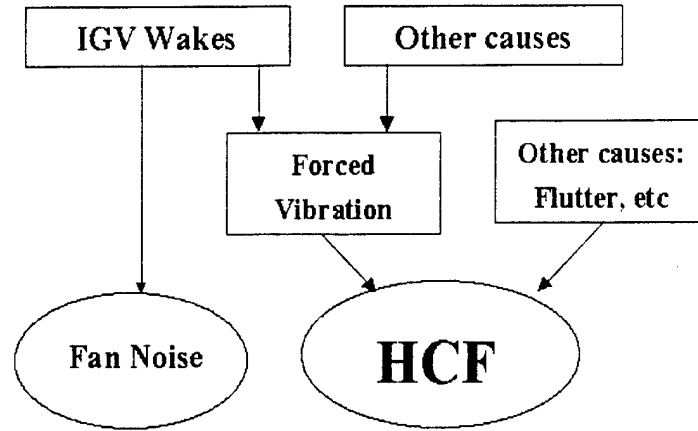 IGV Wakes
Other causes
Forced
Vibration
Other causes:
Flutter, etc
Fan Noise
HCF